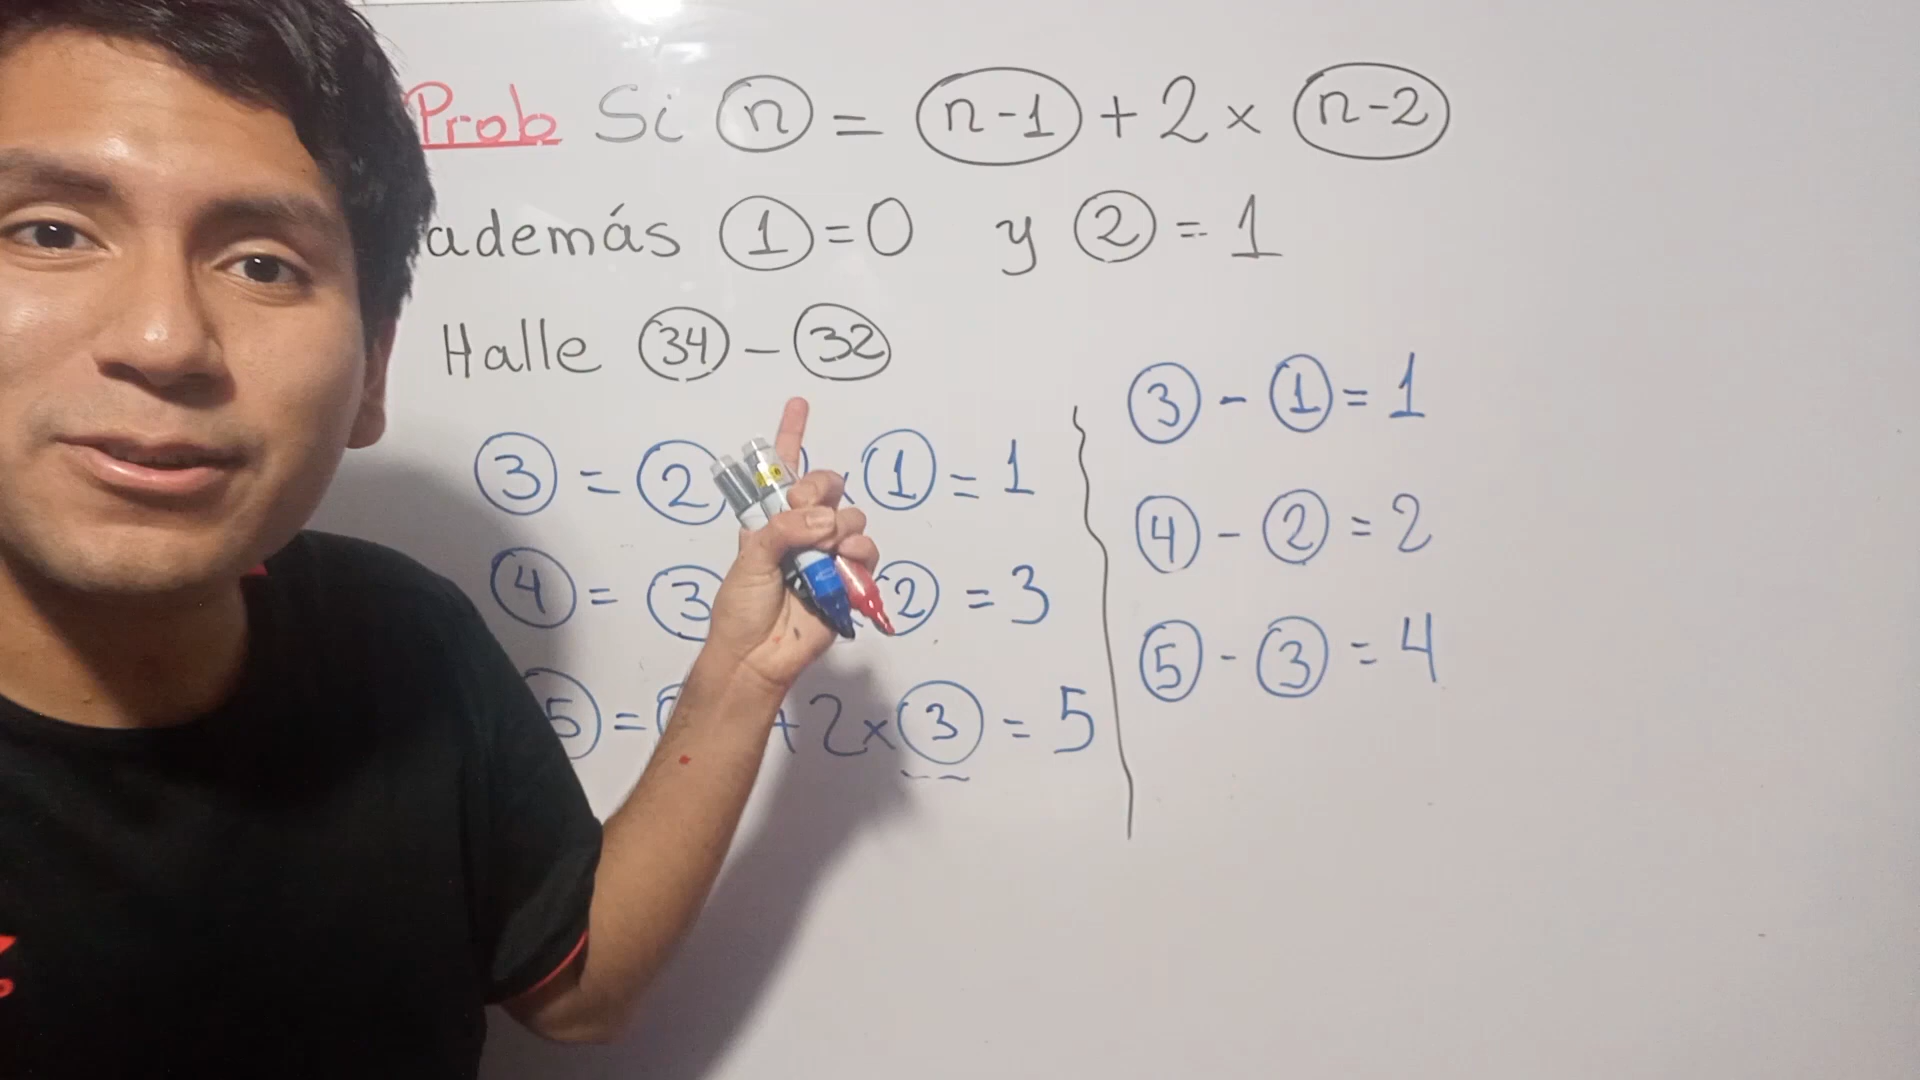 Prob Si n = n-1 + 2 × n-2
además 1 = 0 y 2 = 1
Halle 34 - 32
3 = 2 × 1 = 1
4 = 3 2 = 3
5 = + 2 × 3 = 5
3 - 1 = 1
4 - 2 = 2
5 - 3 = 4